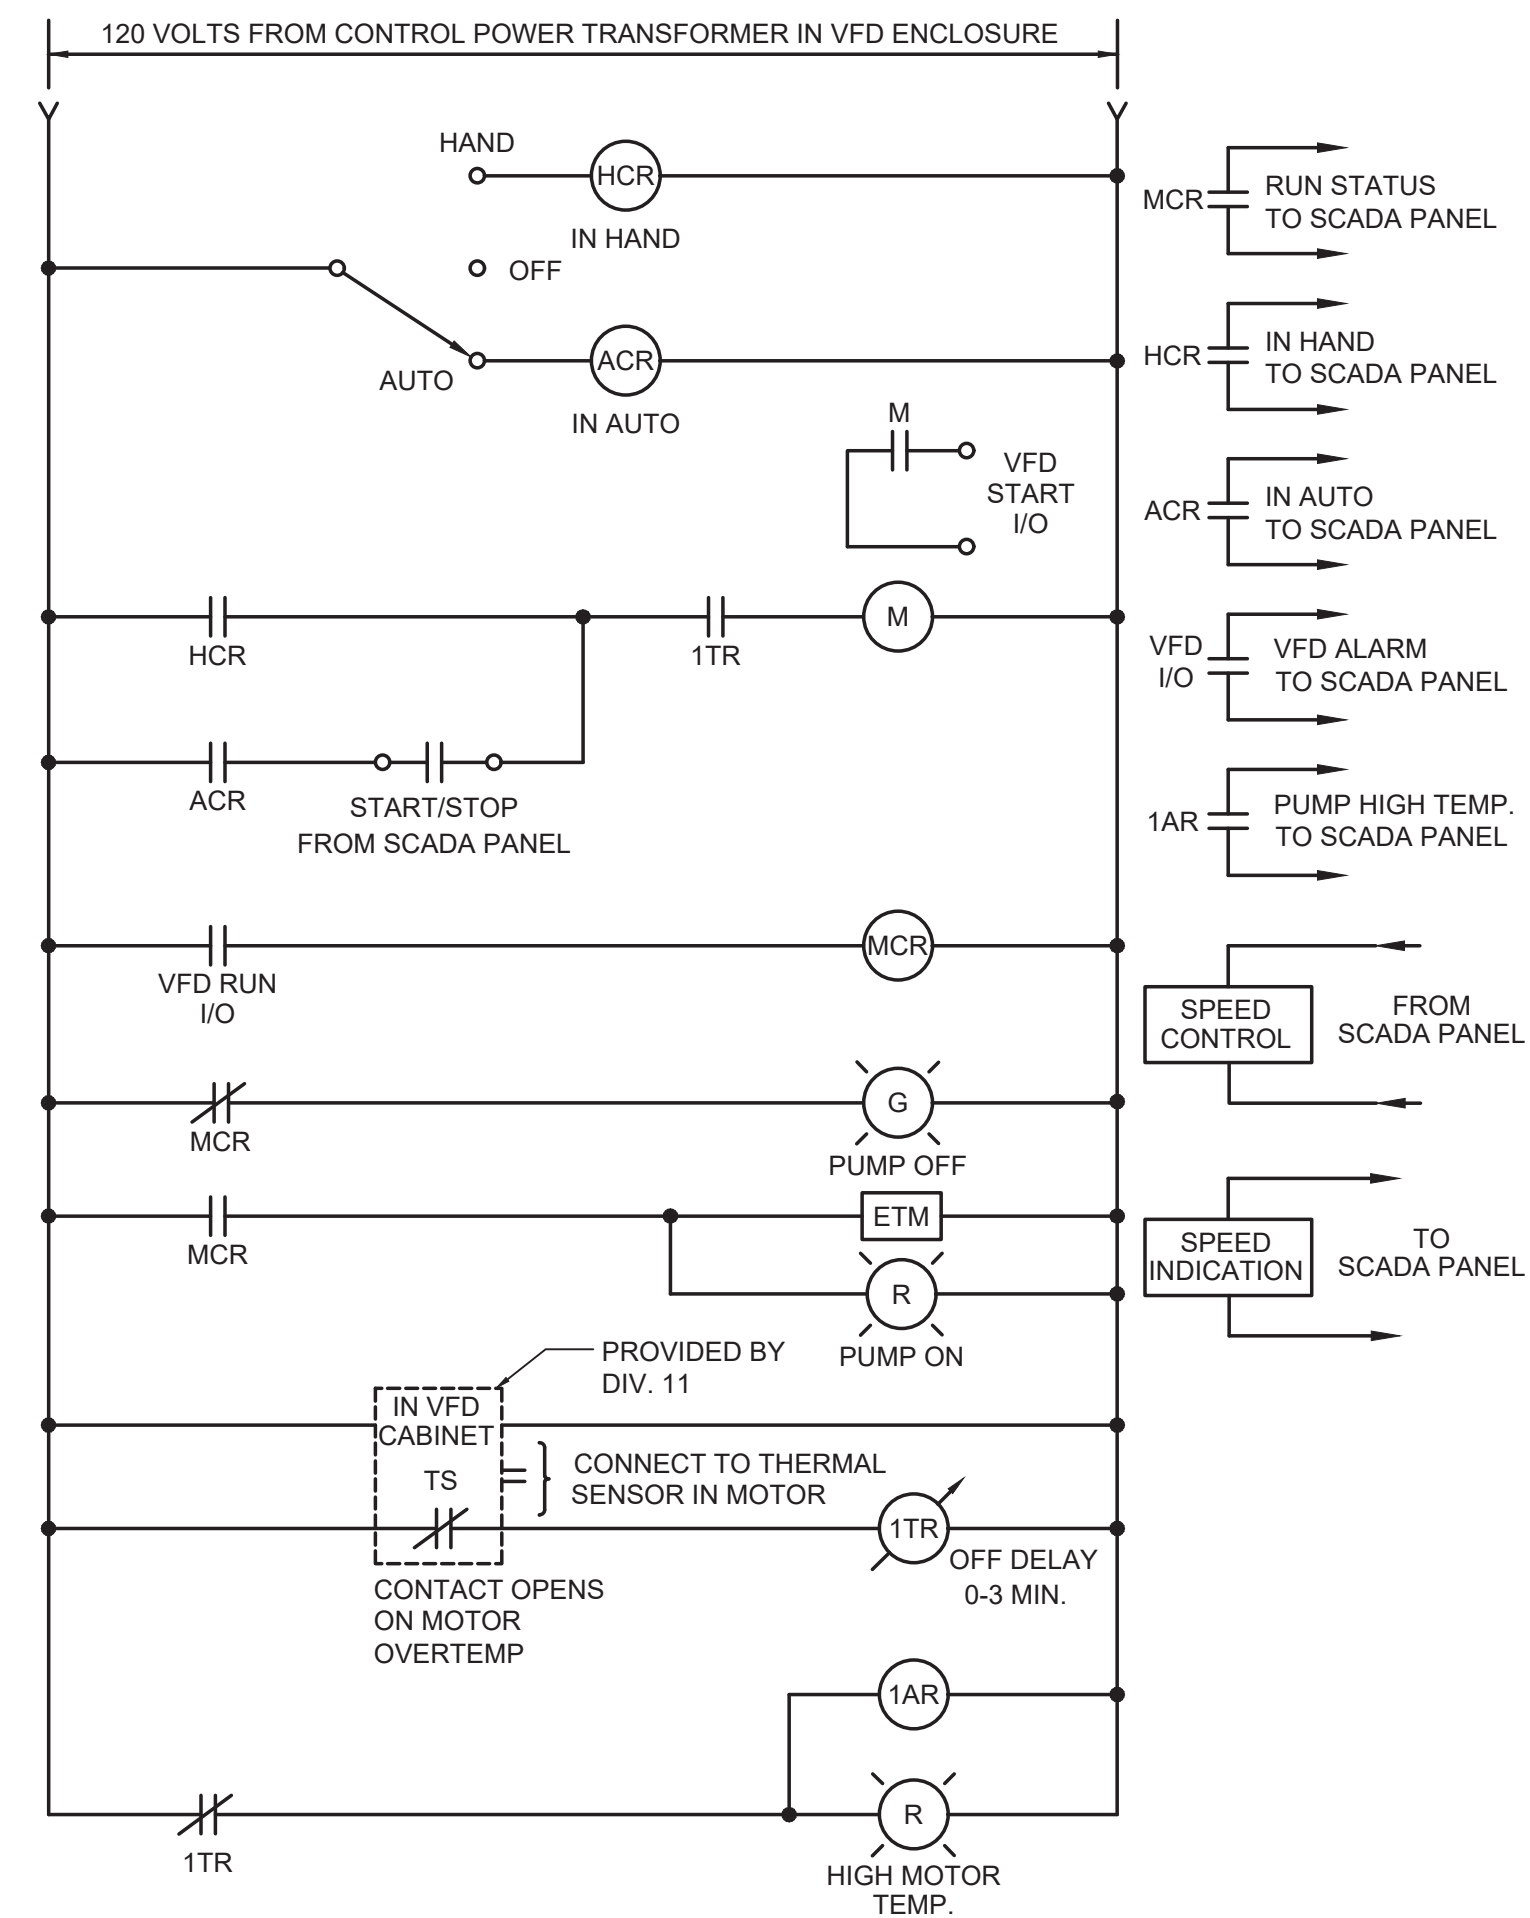 120 VOLTS FROM CONTROL POWER TRANSFORMER IN VFD ENCLOSURE
HAND
HCR
IN HAND
OFF
AUTO
ACR
IN AUTO
M
VFD
START
I/O
HCR
1TR
M
ACR
START/STOP
FROM SCADA PANEL
VFD RUN
I/O
MCR
MCR
G
PUMP OFF
MCR
ETM
R
PUMP ON
PROVIDED BY
DIV. 11
IN VFD
CABINET
TS
CONNECT TO THERMAL
SENSOR IN MOTOR
1TR
OFF DELAY
0-3 MIN.
CONTACT OPENS
ON MOTOR
OVERTEMP
1AR
1TR
R
HIGH MOTOR
TEMP.
MCR
RUN STATUS
TO SCADA PANEL
HCR
IN HAND
TO SCADA PANEL
ACR
IN AUTO
TO SCADA PANEL
VFD
I/O
VFD ALARM
TO SCADA PANEL
1AR
PUMP HIGH TEMP.
TO SCADA PANEL
SPEED
CONTROL
FROM
SCADA PANEL
SPEED
INDICATION
TO
SCADA PANEL